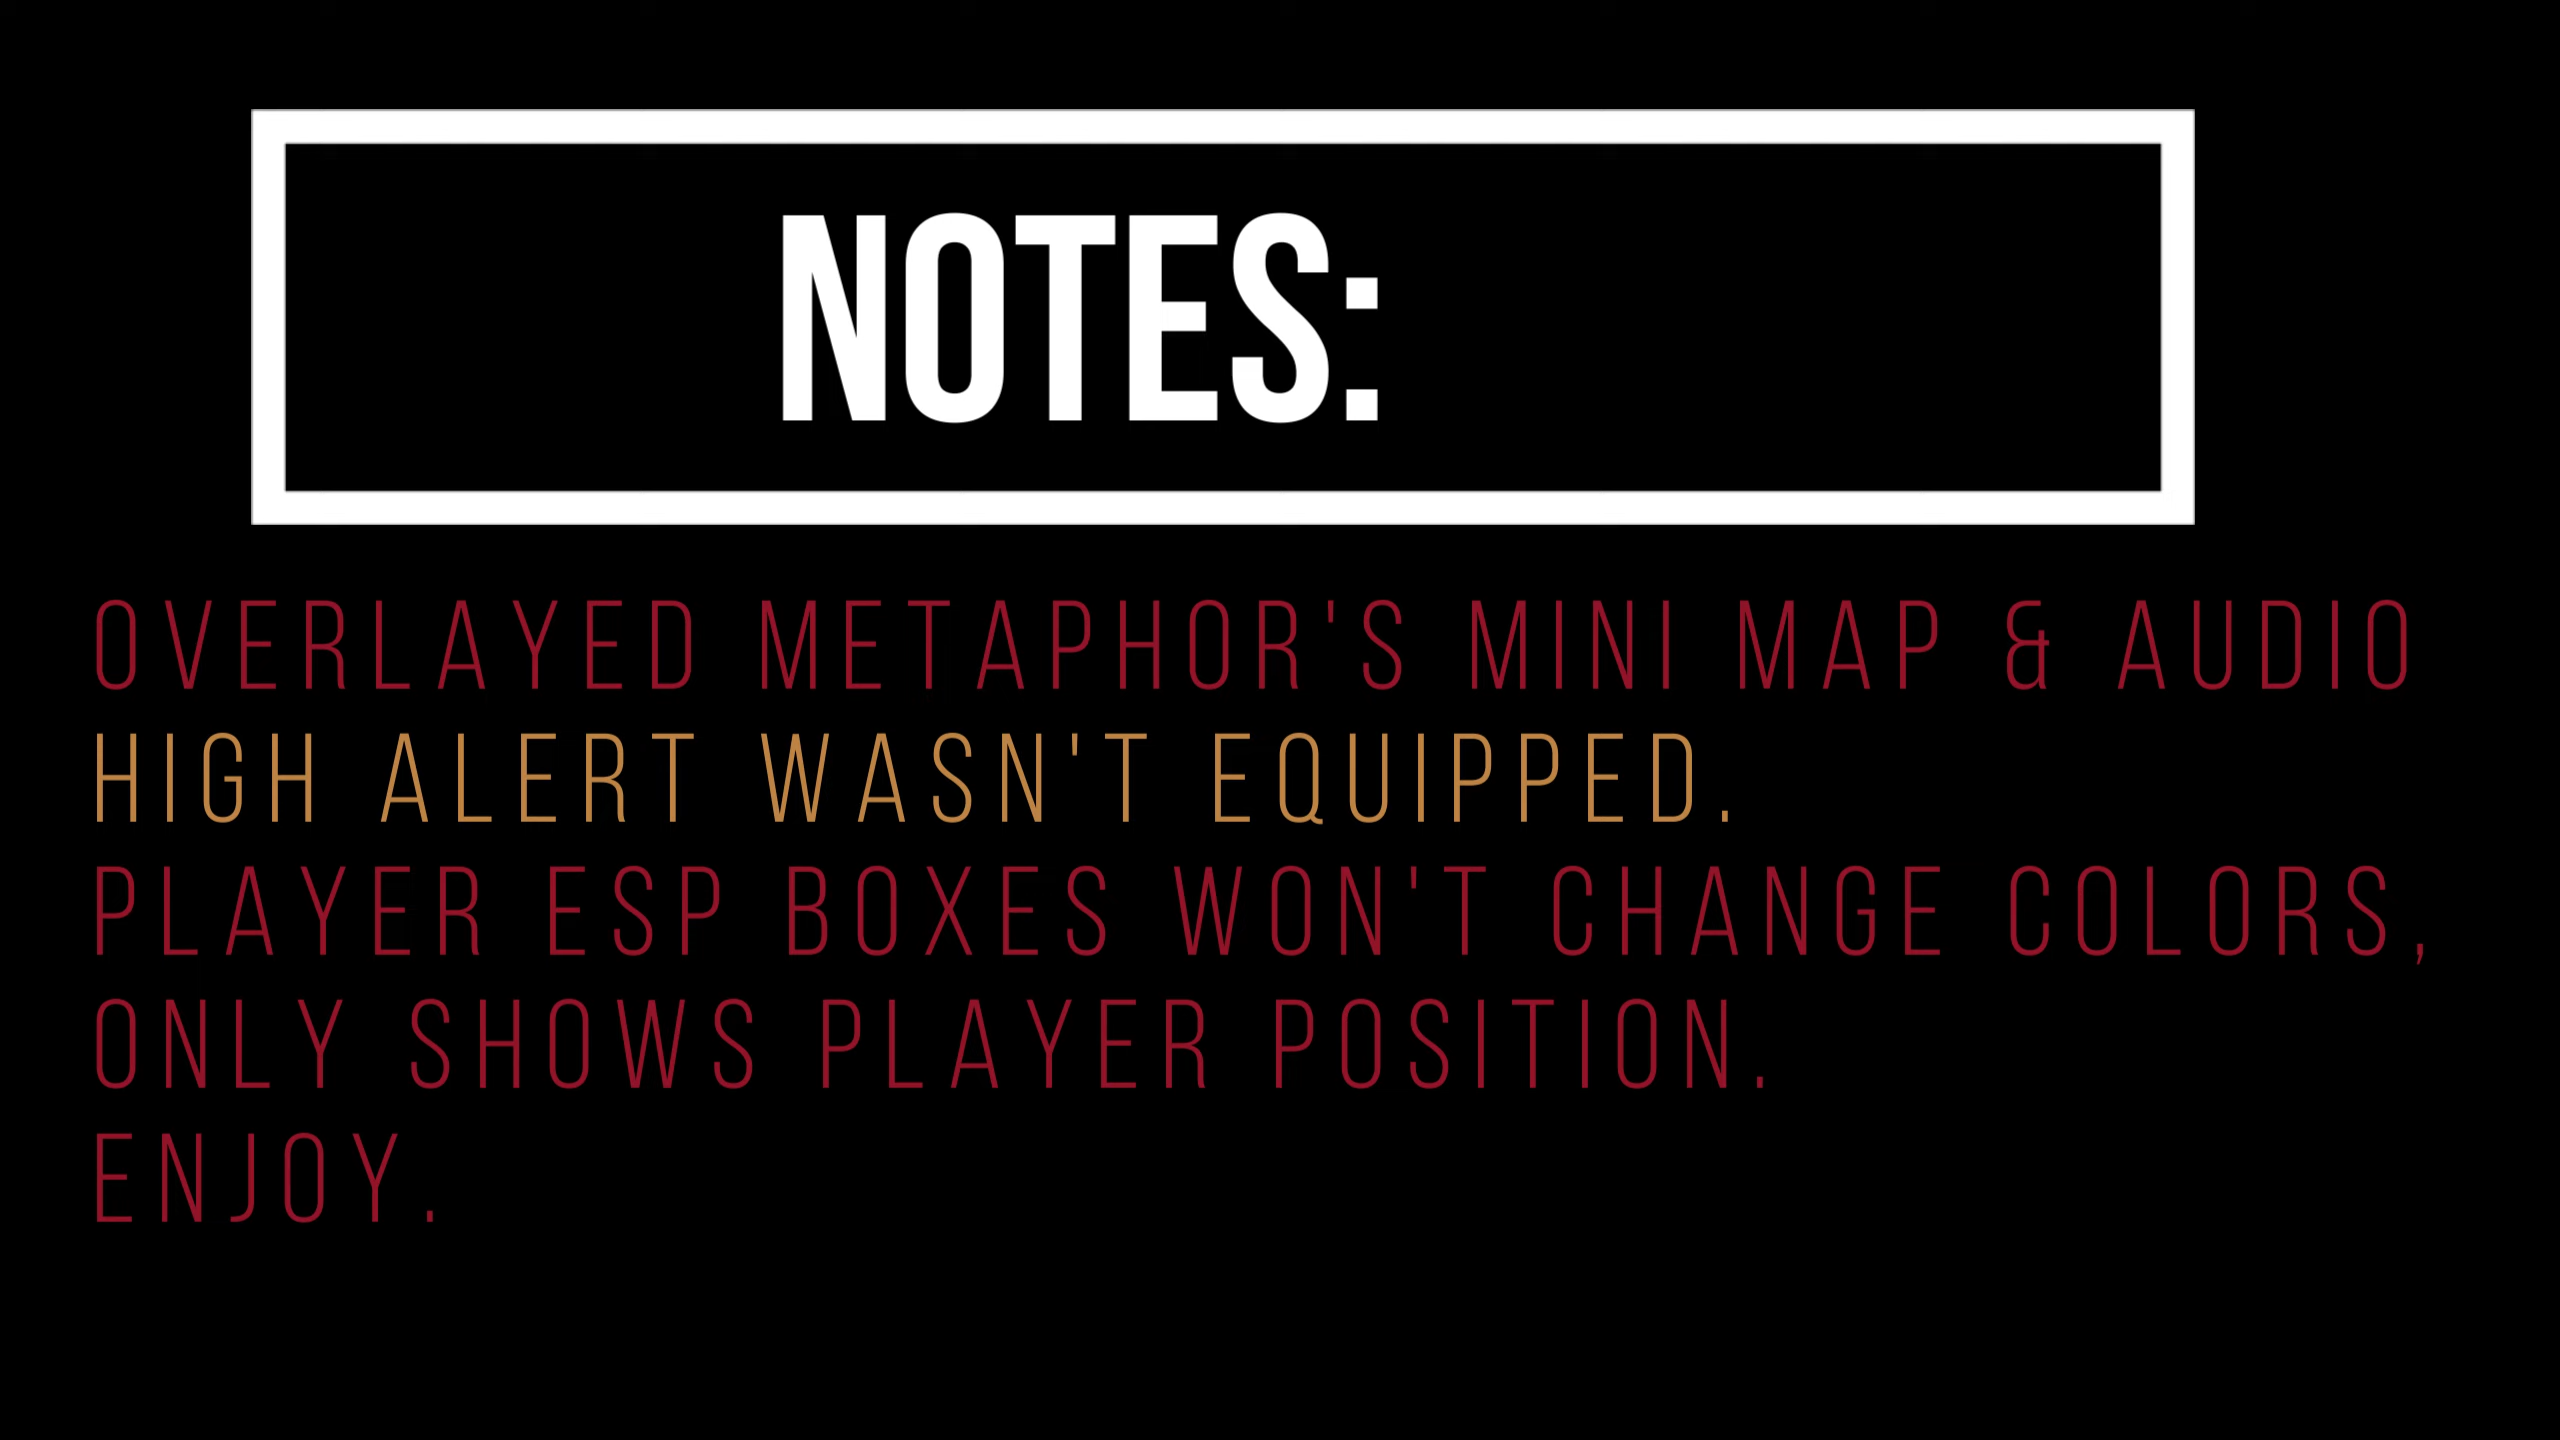 NOTES:
OVERLAYED METAPHOR'S MINI MAP & AUDIO
HIGH ALERT WASN'T EQUIPPED.
PLAYER ESP BOXES WON'T CHANGE COLORS,
ONLY SHOWS PLAYER POSITION.
ENJOY.